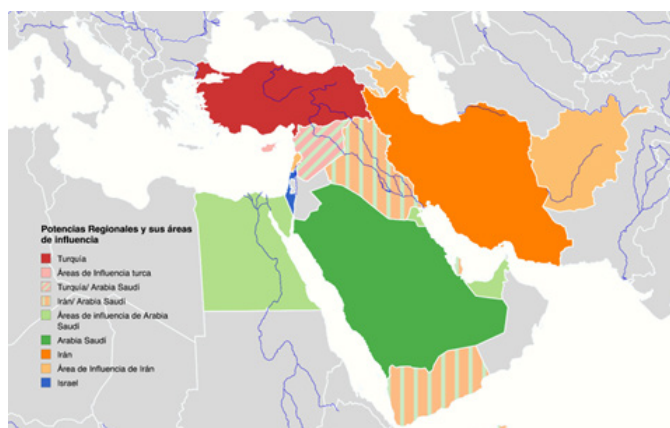 Potencias Regionales y sus áreas
de influencia
Turquía
Áreas de Influencia turca
Turquía/ Arabia Saudí
Irán/ Arabia Saudí
Áreas de influencia de Arabia
Saudí
Arabia Saudí
Irán
Área de Influencia de Irán
Israel